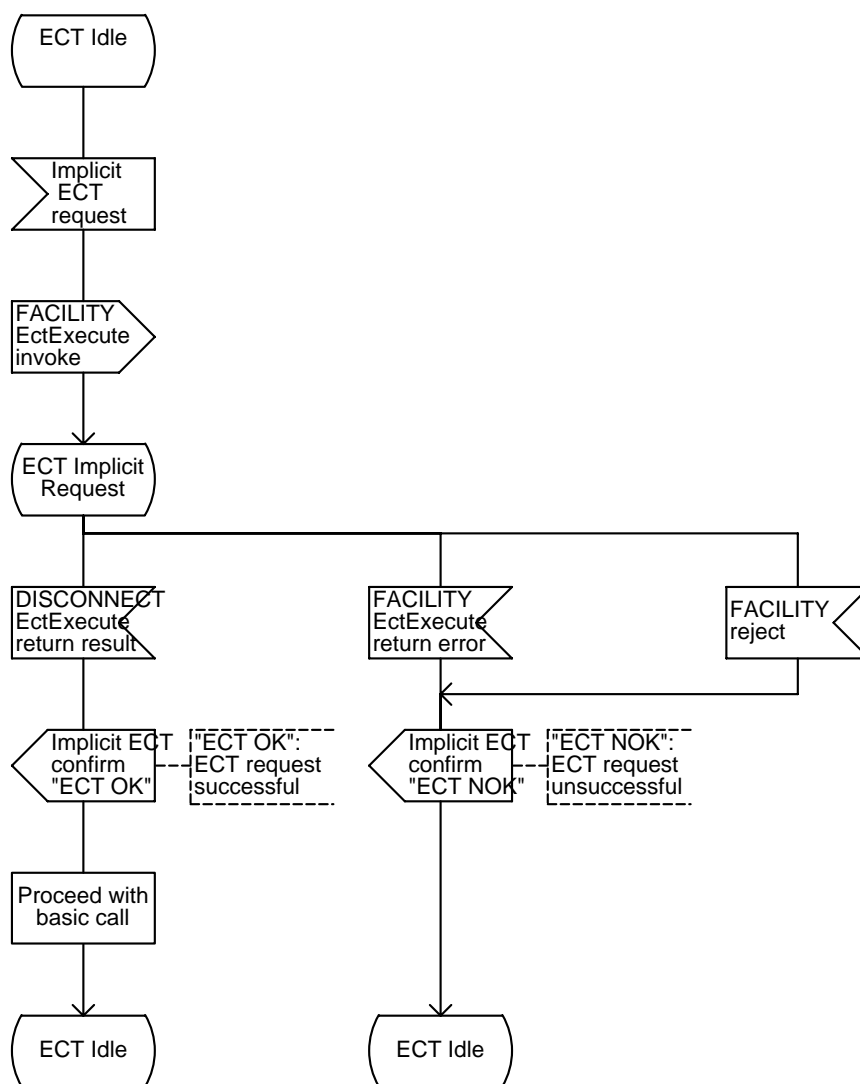 ECT Idle
Implicit
ECT
request
FACILITY
EctExecute
invoke
ECT Implicit
Request
DISCONNECT
EctExecute
return result
FACILITY
EctExecute
return error
FACILITY
reject
Implicit ECT
confirm
"ECT OK"
"ECT OK":
ECT request
successful
Implicit ECT
confirm
"ECT NOK"
"ECT NOK":
ECT request
unsuccessful
Proceed with
basic call
ECT Idle
ECT Idle